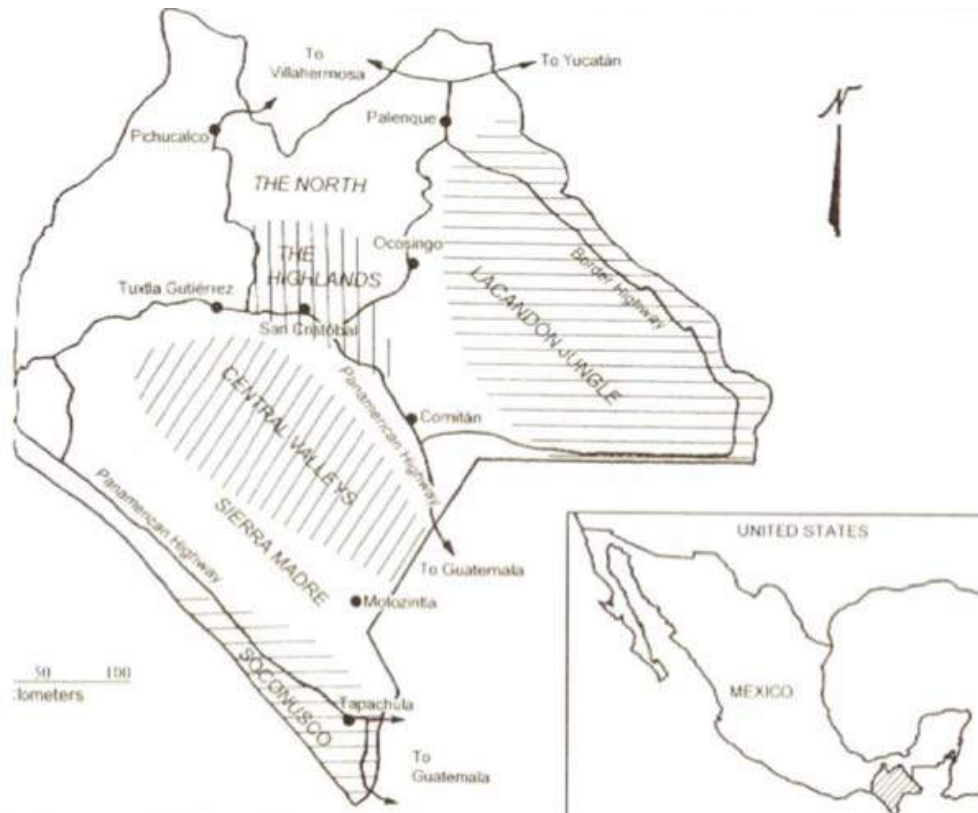 To
Villahermosa
To Yucatán
N
Palenque
Pichucalco
THE NORTH
Ocosingo
THE
HIGHLANDS
Border Highway
LACANDON JUNGLE
Tuxtla Gutiérrez
San Cristóbal
CENTRAL VALLEYS
Panamerican Highway
Comitán
Panamerican Highway
SIERRA MADRE
To Guatemala
Motozintla
SOCONUSCO
50 100
ilometers
Tapachula
To
Guatemala
UNITED STATES
MEXICO